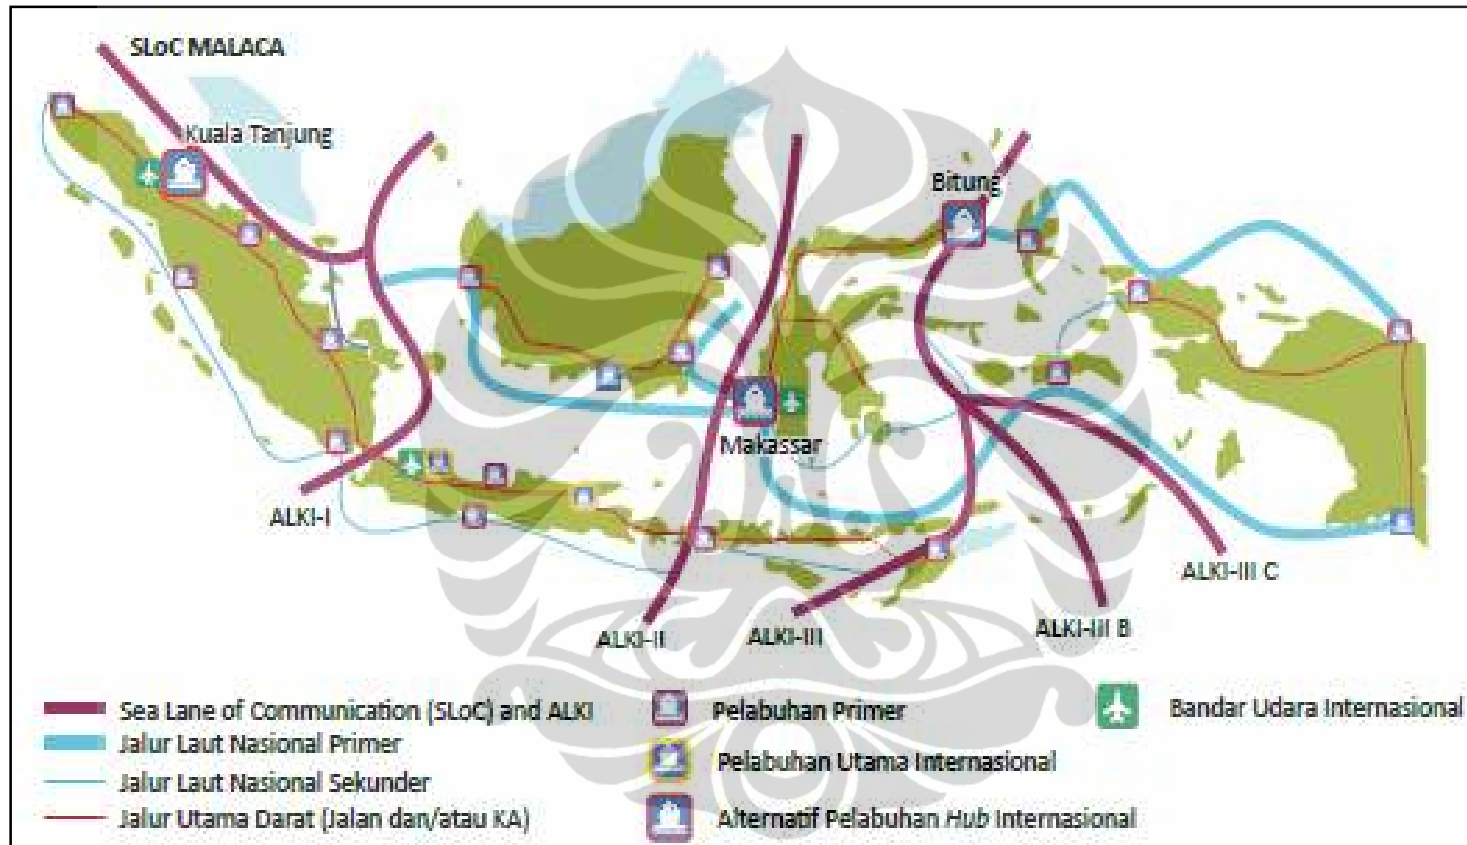 SLoC MALACA
Kuala Tanjung
Bitung
Makassar
ALKI-I
ALKI-II
ALKI-III
ALKI-III B
ALKI-III C
Sea Lane of Communication (SLoC) and ALKI
Jalur Laut Nasional Primer
Jalur Laut Nasional Sekunder
Jalur Utama Darat (Jalan dan/atau KA)
Pelabuhan Primer
Pelabuhan Utama Internasional
Alternatif Pelabuhan Hub Internasional
Bandar Udara Internasional